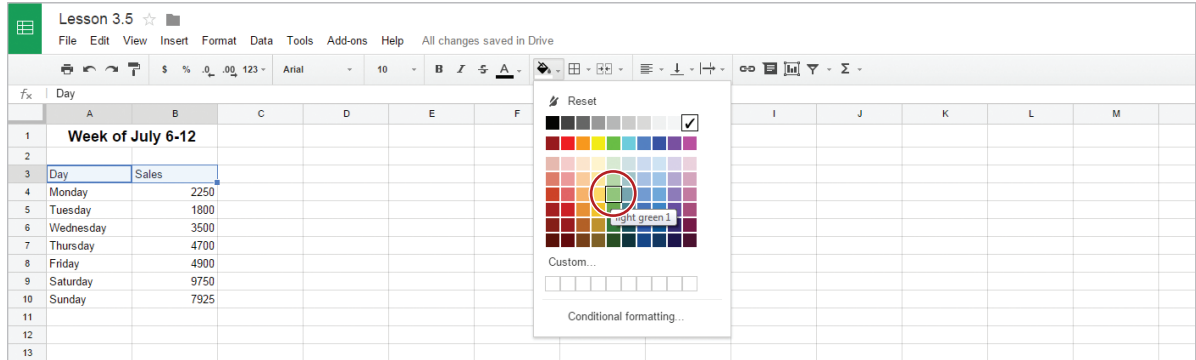 Lesson 3.5
File Edit View Insert Format Data Tools Add-ons Help All changes saved in Drive
$ % .0 .00 123 Arial 10 B I S A Σ
fx Day
A B C D E F I J K L M
Reset
1 Week of July 6-12
2
3 Day Sales
4 Monday 2250
5 Tuesday 1800
light green 1
6 Wednesday 3500
7 Thursday 4700
8 Friday 4900
Custom...
9 Saturday 9750
10 Sunday 7925
11
Conditional formatting...
12
13